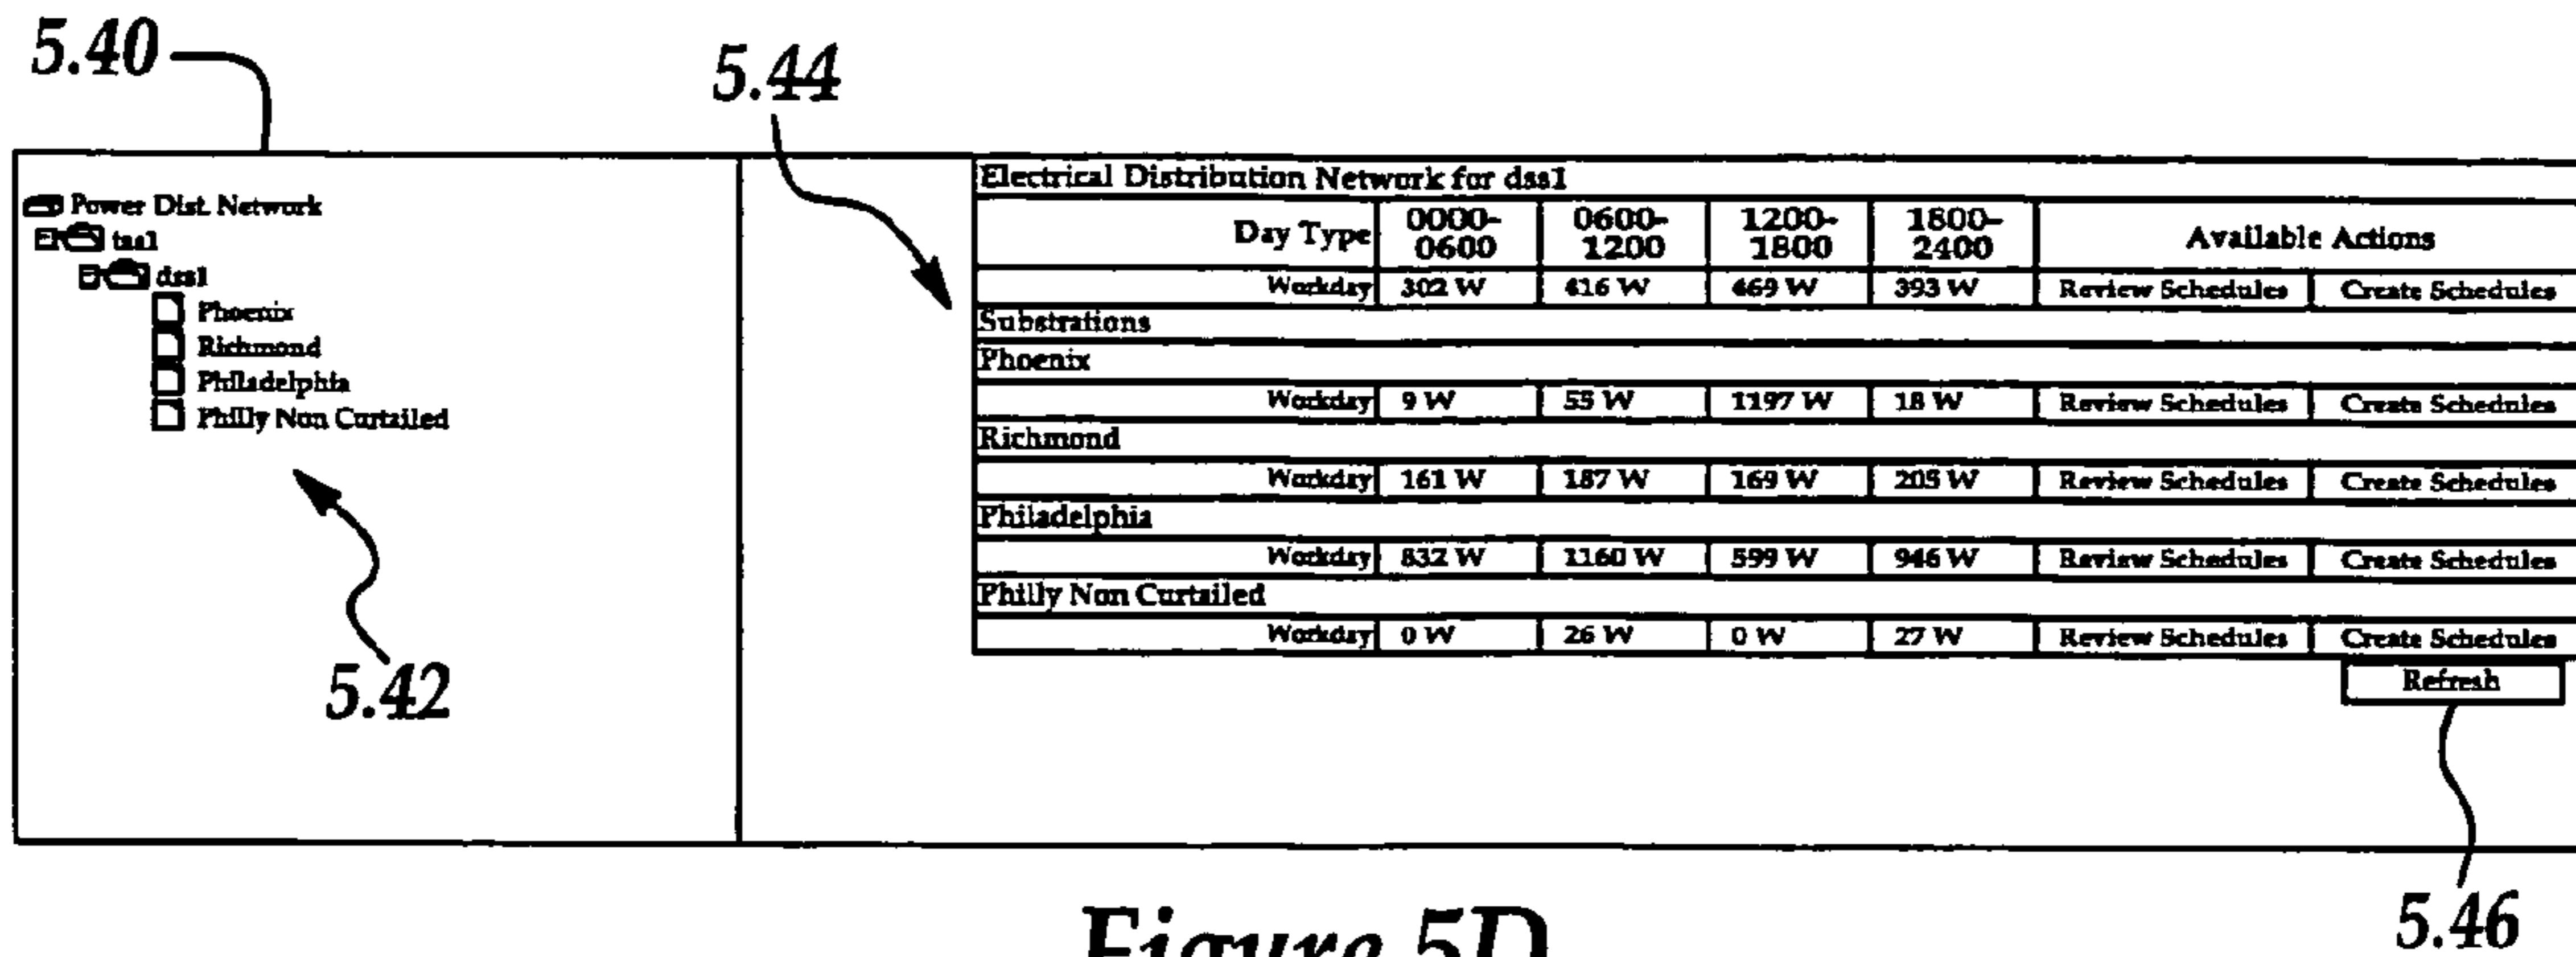 5.40
5.44
Power Dist. Network
tss1
dss1
Phoenix
Richmond
Philadelphia
Philly Non Curtailed
5.42
Electrical Distribution Network for dss1
Day Type 0000-0600 0600-1200 1200-1800 1800-2400 Available Actions
Workday 302 W 416 W 469 W 393 W Review Schedules Create Schedules
Substrations
Phoenix
Workday 9 W 55 W 1197 W 18 W Review Schedules Create Schedules
Richmond
Workday 161 W 187 W 169 W 205 W Review Schedules Create Schedules
Philadelphia
Workday 832 W 1160 W 599 W 946 W Review Schedules Create Schedules
Philly Non Curtailed
Workday 0 W 26 W 0 W 27 W Review Schedules Create Schedules
Refresh
5.46
Figure 5D